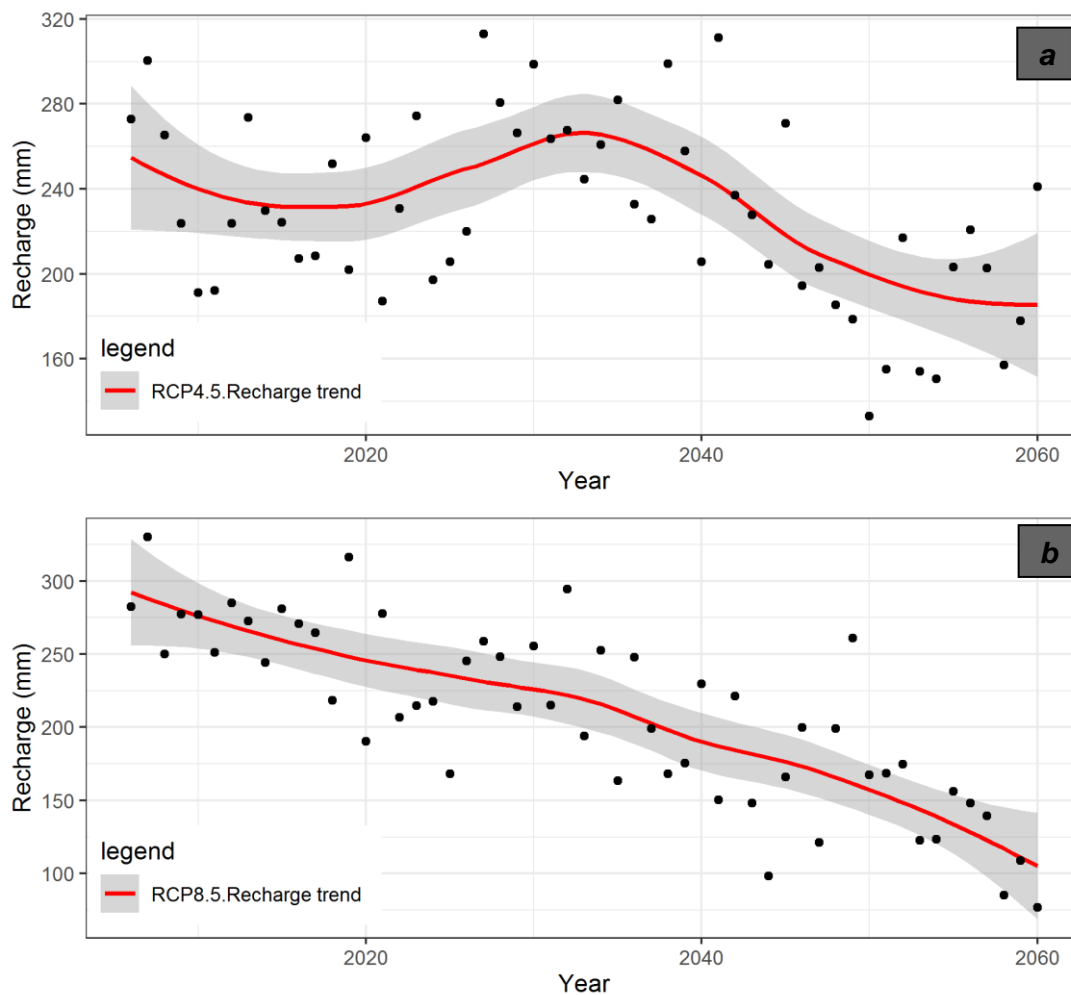 320
a
280
240
200
160
Recharge (mm)
legend
RCP4.5.Recharge trend
2020
2040
2060
Year
b
300
250
200
150
100
Recharge (mm)
legend
RCP8.5.Recharge trend
2020
2040
2060
Year